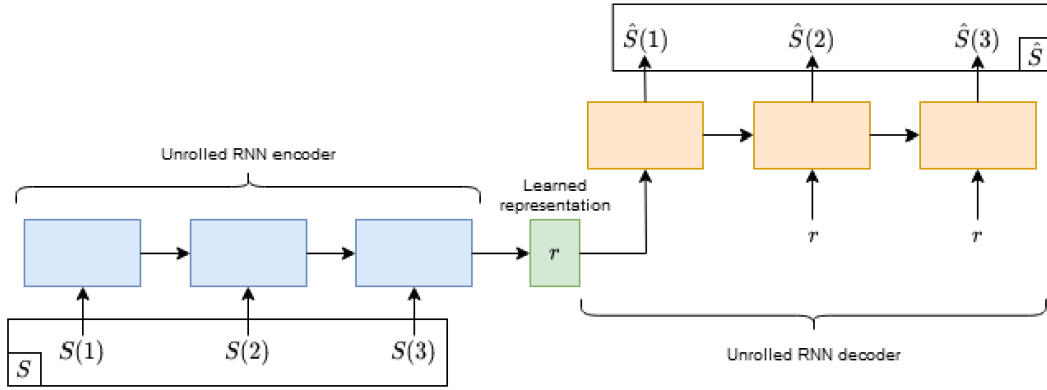 Ŝ(1) Ŝ(2) Ŝ(3)
Ŝ
Unrolled RNN encoder
Learned
representation
r
r r
S(1) S(2) S(3)
S
Unrolled RNN decoder